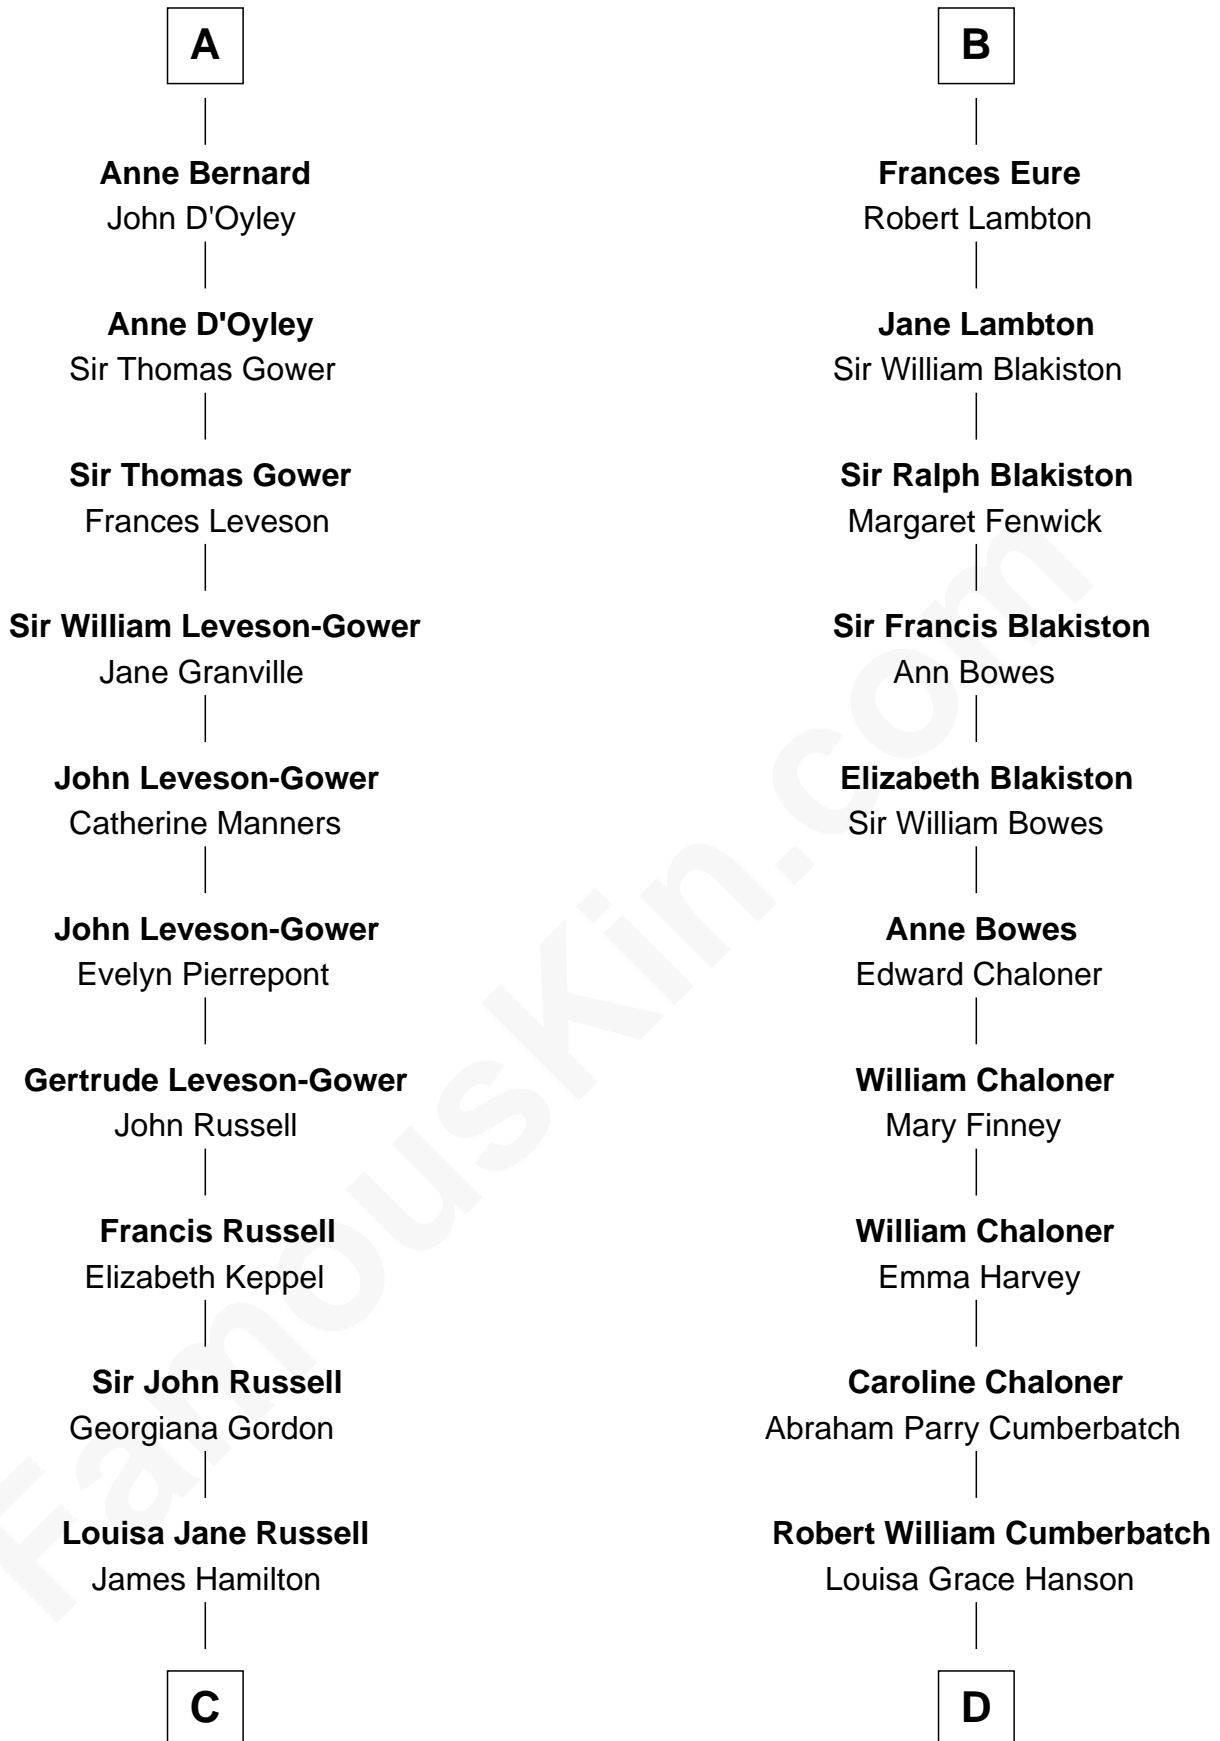 A
Anne Bernard
John D'Oyley
Anne D'Oyley
Sir Thomas Gower
Sir Thomas Gower
Frances Leveson
Sir William Leveson-Gower
Jane Granville
John Leveson-Gower
Catherine Manners
John Leveson-Gower
Evelyn Pierrepont
Gertrude Leveson-Gower
John Russell
Francis Russell
Elizabeth Keppel
Sir John Russell
Georgiana Gordon
Louisa Jane Russell
James Hamilton
C
B
Frances Eure
Robert Lambton
Jane Lambton
Sir William Blakiston
Sir Ralph Blakiston
Margaret Fenwick
Sir Francis Blakiston
Ann Bowes
Elizabeth Blakiston
Sir William Bowes
Anne Bowes
Edward Chaloner
William Chaloner
Mary Finney
William Chaloner
Emma Harvey
Caroline Chaloner
Abraham Parry Cumberbatch
Robert William Cumberbatch
Louisa Grace Hanson
D
FamousKin.com